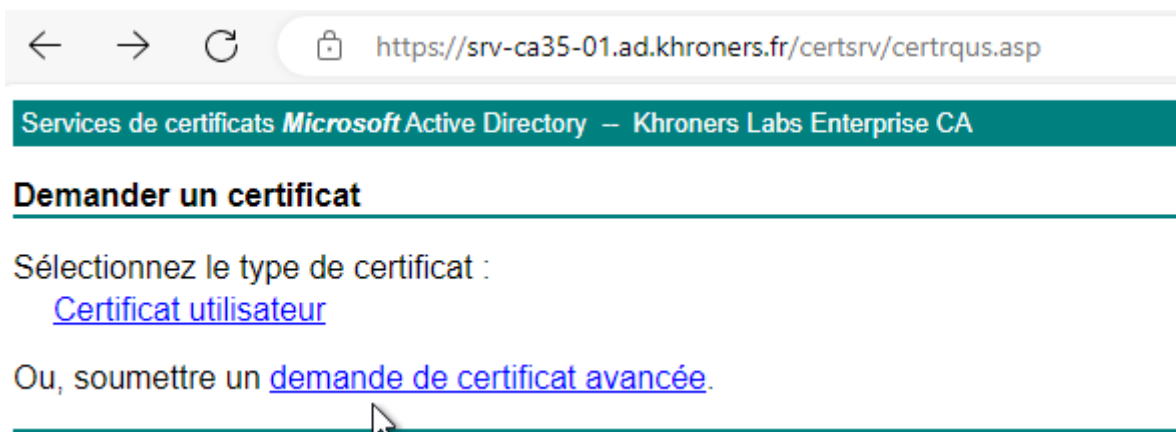 https://srv-ca35-01.ad.khroners.fr/certsrv/certrqus.asp
Services de certificats Microsoft Active Directory -- Khroners Labs Enterprise CA
Demander un certificat
Sélectionnez le type de certificat :
Certificat utilisateur
Ou, soumettre un demande de certificat avancée.